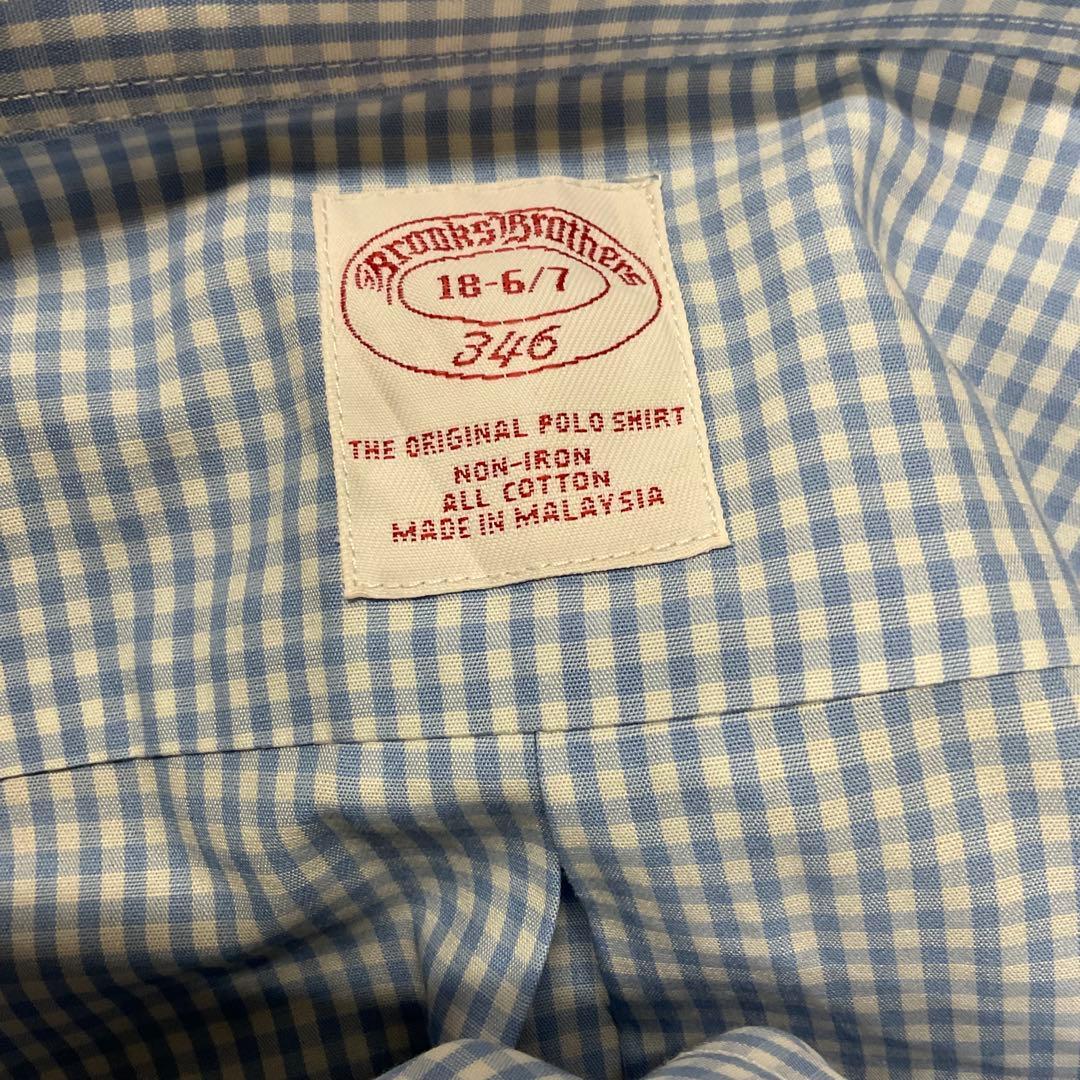 Brooks Brothers
18-6/7
346
THE ORIGINAL POLO SHIRT
NON-IRON
ALL COTTON
MADE IN MALAYSIA